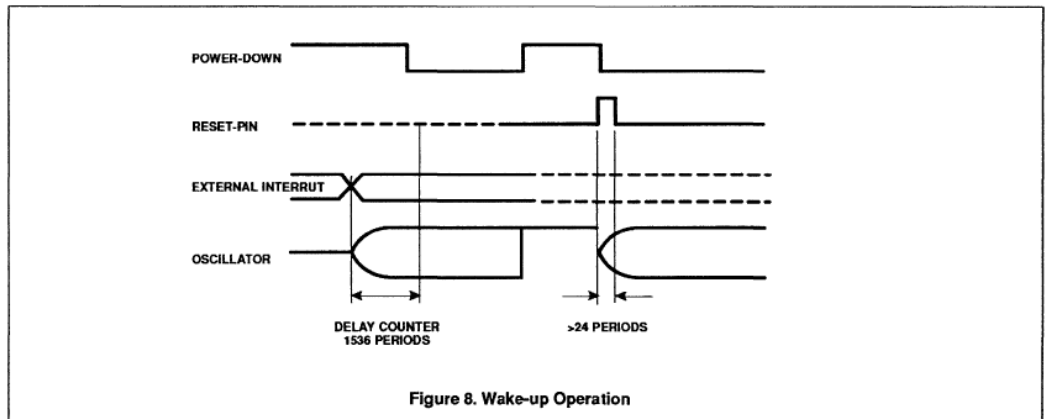 POWER-DOWN
RESET-PIN
EXTERNAL INTERRUT
OSCILLATOR
DELAY COUNTER
1536 PERIODS
>24 PERIODS
Figure 8. Wake-up Operation